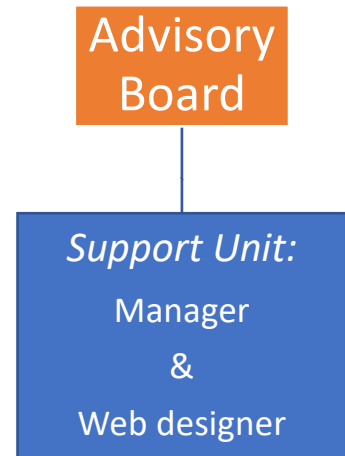 Advisory
Board
Support Unit:
Manager
&
Web designer